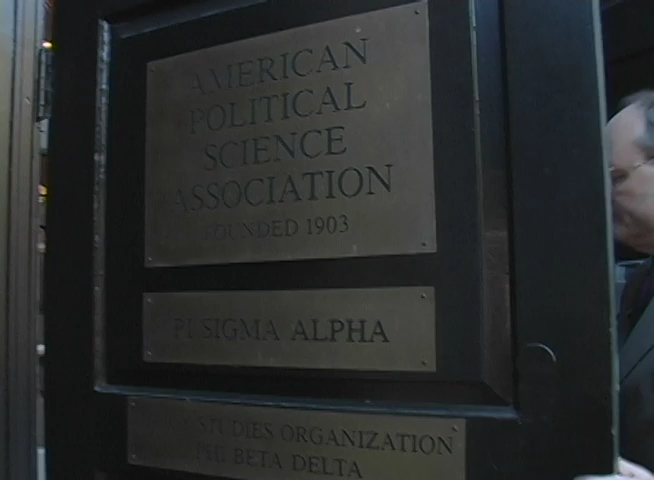 AMERICAN
POLITICAL
SCIENCE
ASSOCIATION
FOUNDED 1903
PI SIGMA ALPHA
STUDIES ORGANIZATION
PHI BETA DELTA